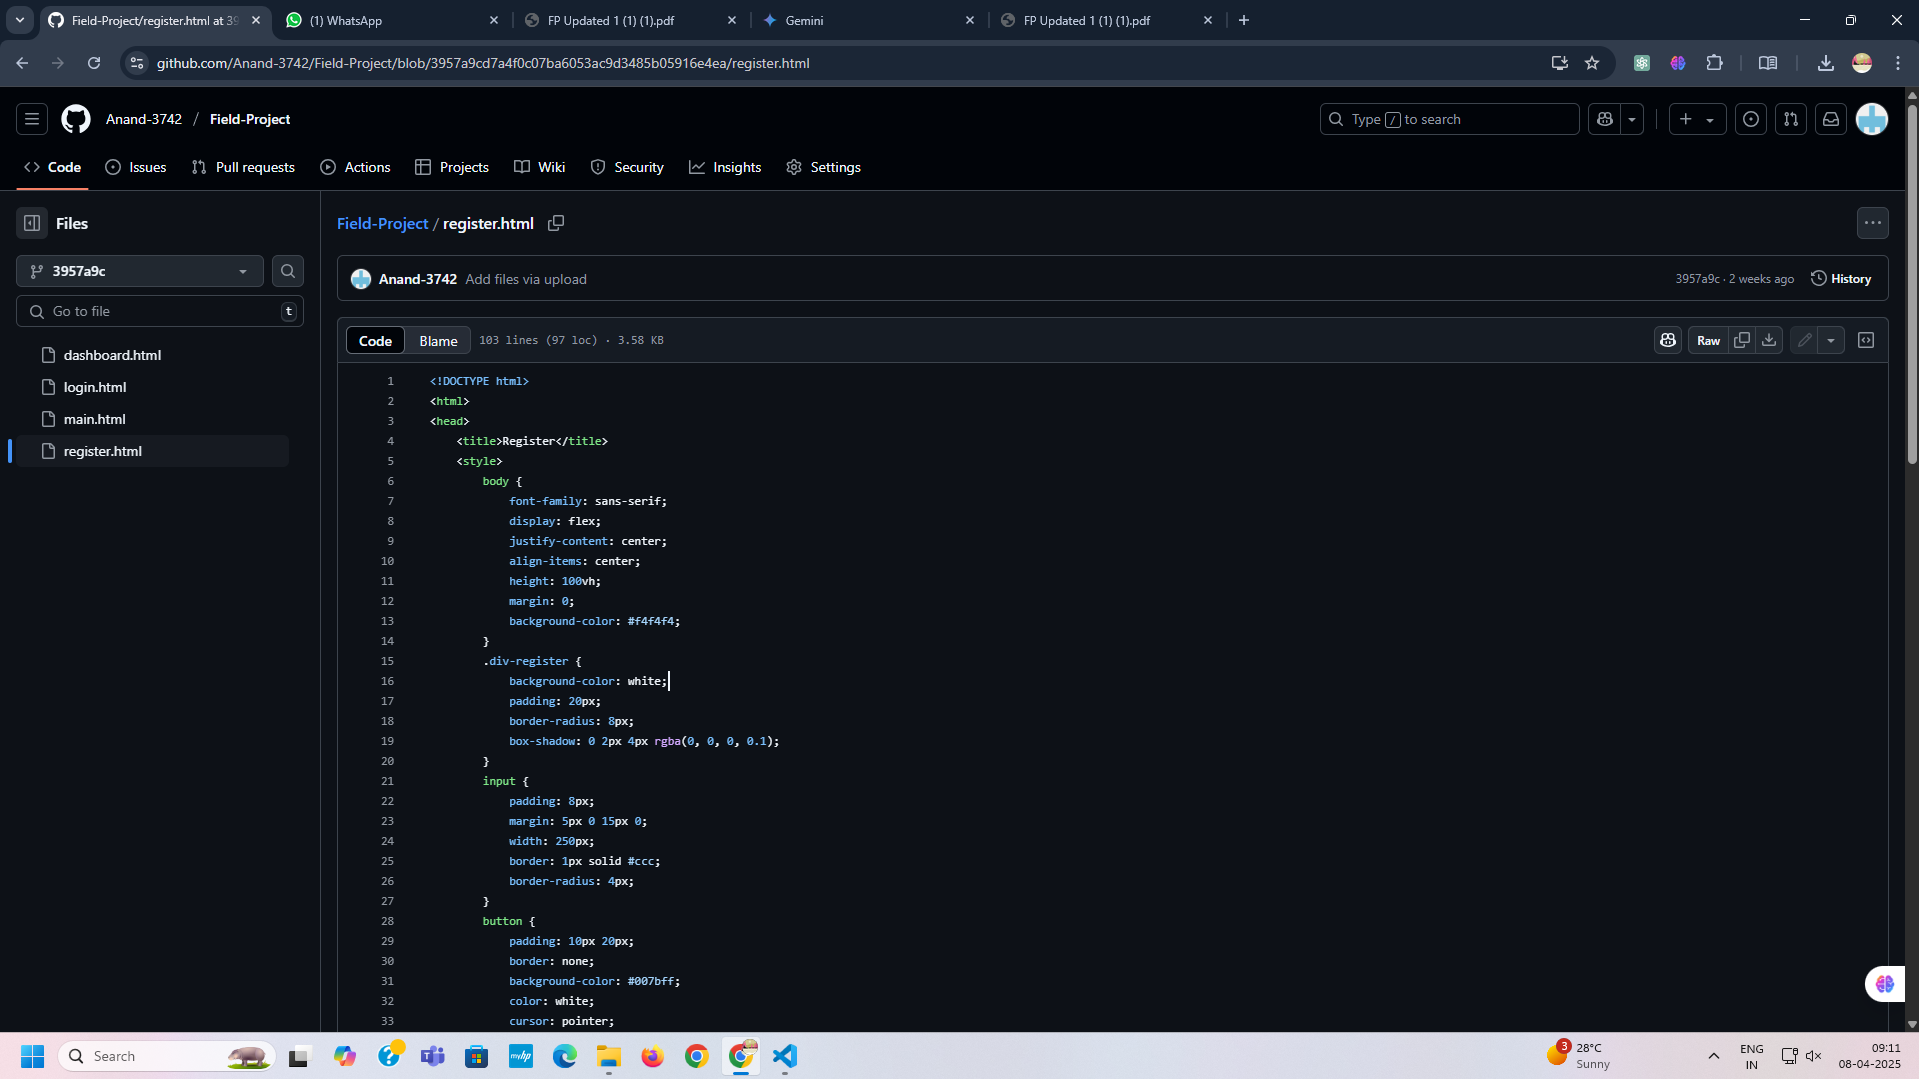 Field-Project/register.html at 39
(1) WhatsApp
FP Updated 1 (1) (1).pdf
Gemini
FP Updated 1 (1) (1).pdf
github.com/Anand-3742/Field-Project/blob/3957a9cd7a4f0c07ba6053ac9d3485b05916e4ea/register.html
Anand-3742 / Field-Project
Type / to search
Code
Issues
Pull requests
Actions
Projects
Wiki
Security
Insights
Settings
Files
3957a9c
Go to file
t
dashboard.html
login.html
main.html
register.html
Field-Project / register.html
Anand-3742 Add files via upload
3957a9c · 2 weeks ago
History
Code
Blame
103 lines (97 loc) · 3.58 KB
Raw
1 <!DOCTYPE html>
2 <html>
3 <head>
4 <title>Register</title>
5 <style>
6 body {
7 font-family: sans-serif;
8 display: flex;
9 justify-content: center;
10 align-items: center;
11 height: 100vh;
12 margin: 0;
13 background-color: #f4f4f4;
14 }
15 .div-register {
16 background-color: white;
17 padding: 20px;
18 border-radius: 8px;
19 box-shadow: 0 2px 4px rgba(0, 0, 0, 0.1);
20 }
21 input {
22 padding: 8px;
23 margin: 5px 0 15px 0;
24 width: 250px;
25 border: 1px solid #ccc;
26 border-radius: 4px;
27 }
28 button {
29 padding: 10px 20px;
30 border: none;
31 background-color: #007bff;
32 color: white;
33 cursor: pointer;
Search
myhp
3
28°C
Sunny
ENG
IN
09:11
08-04-2025